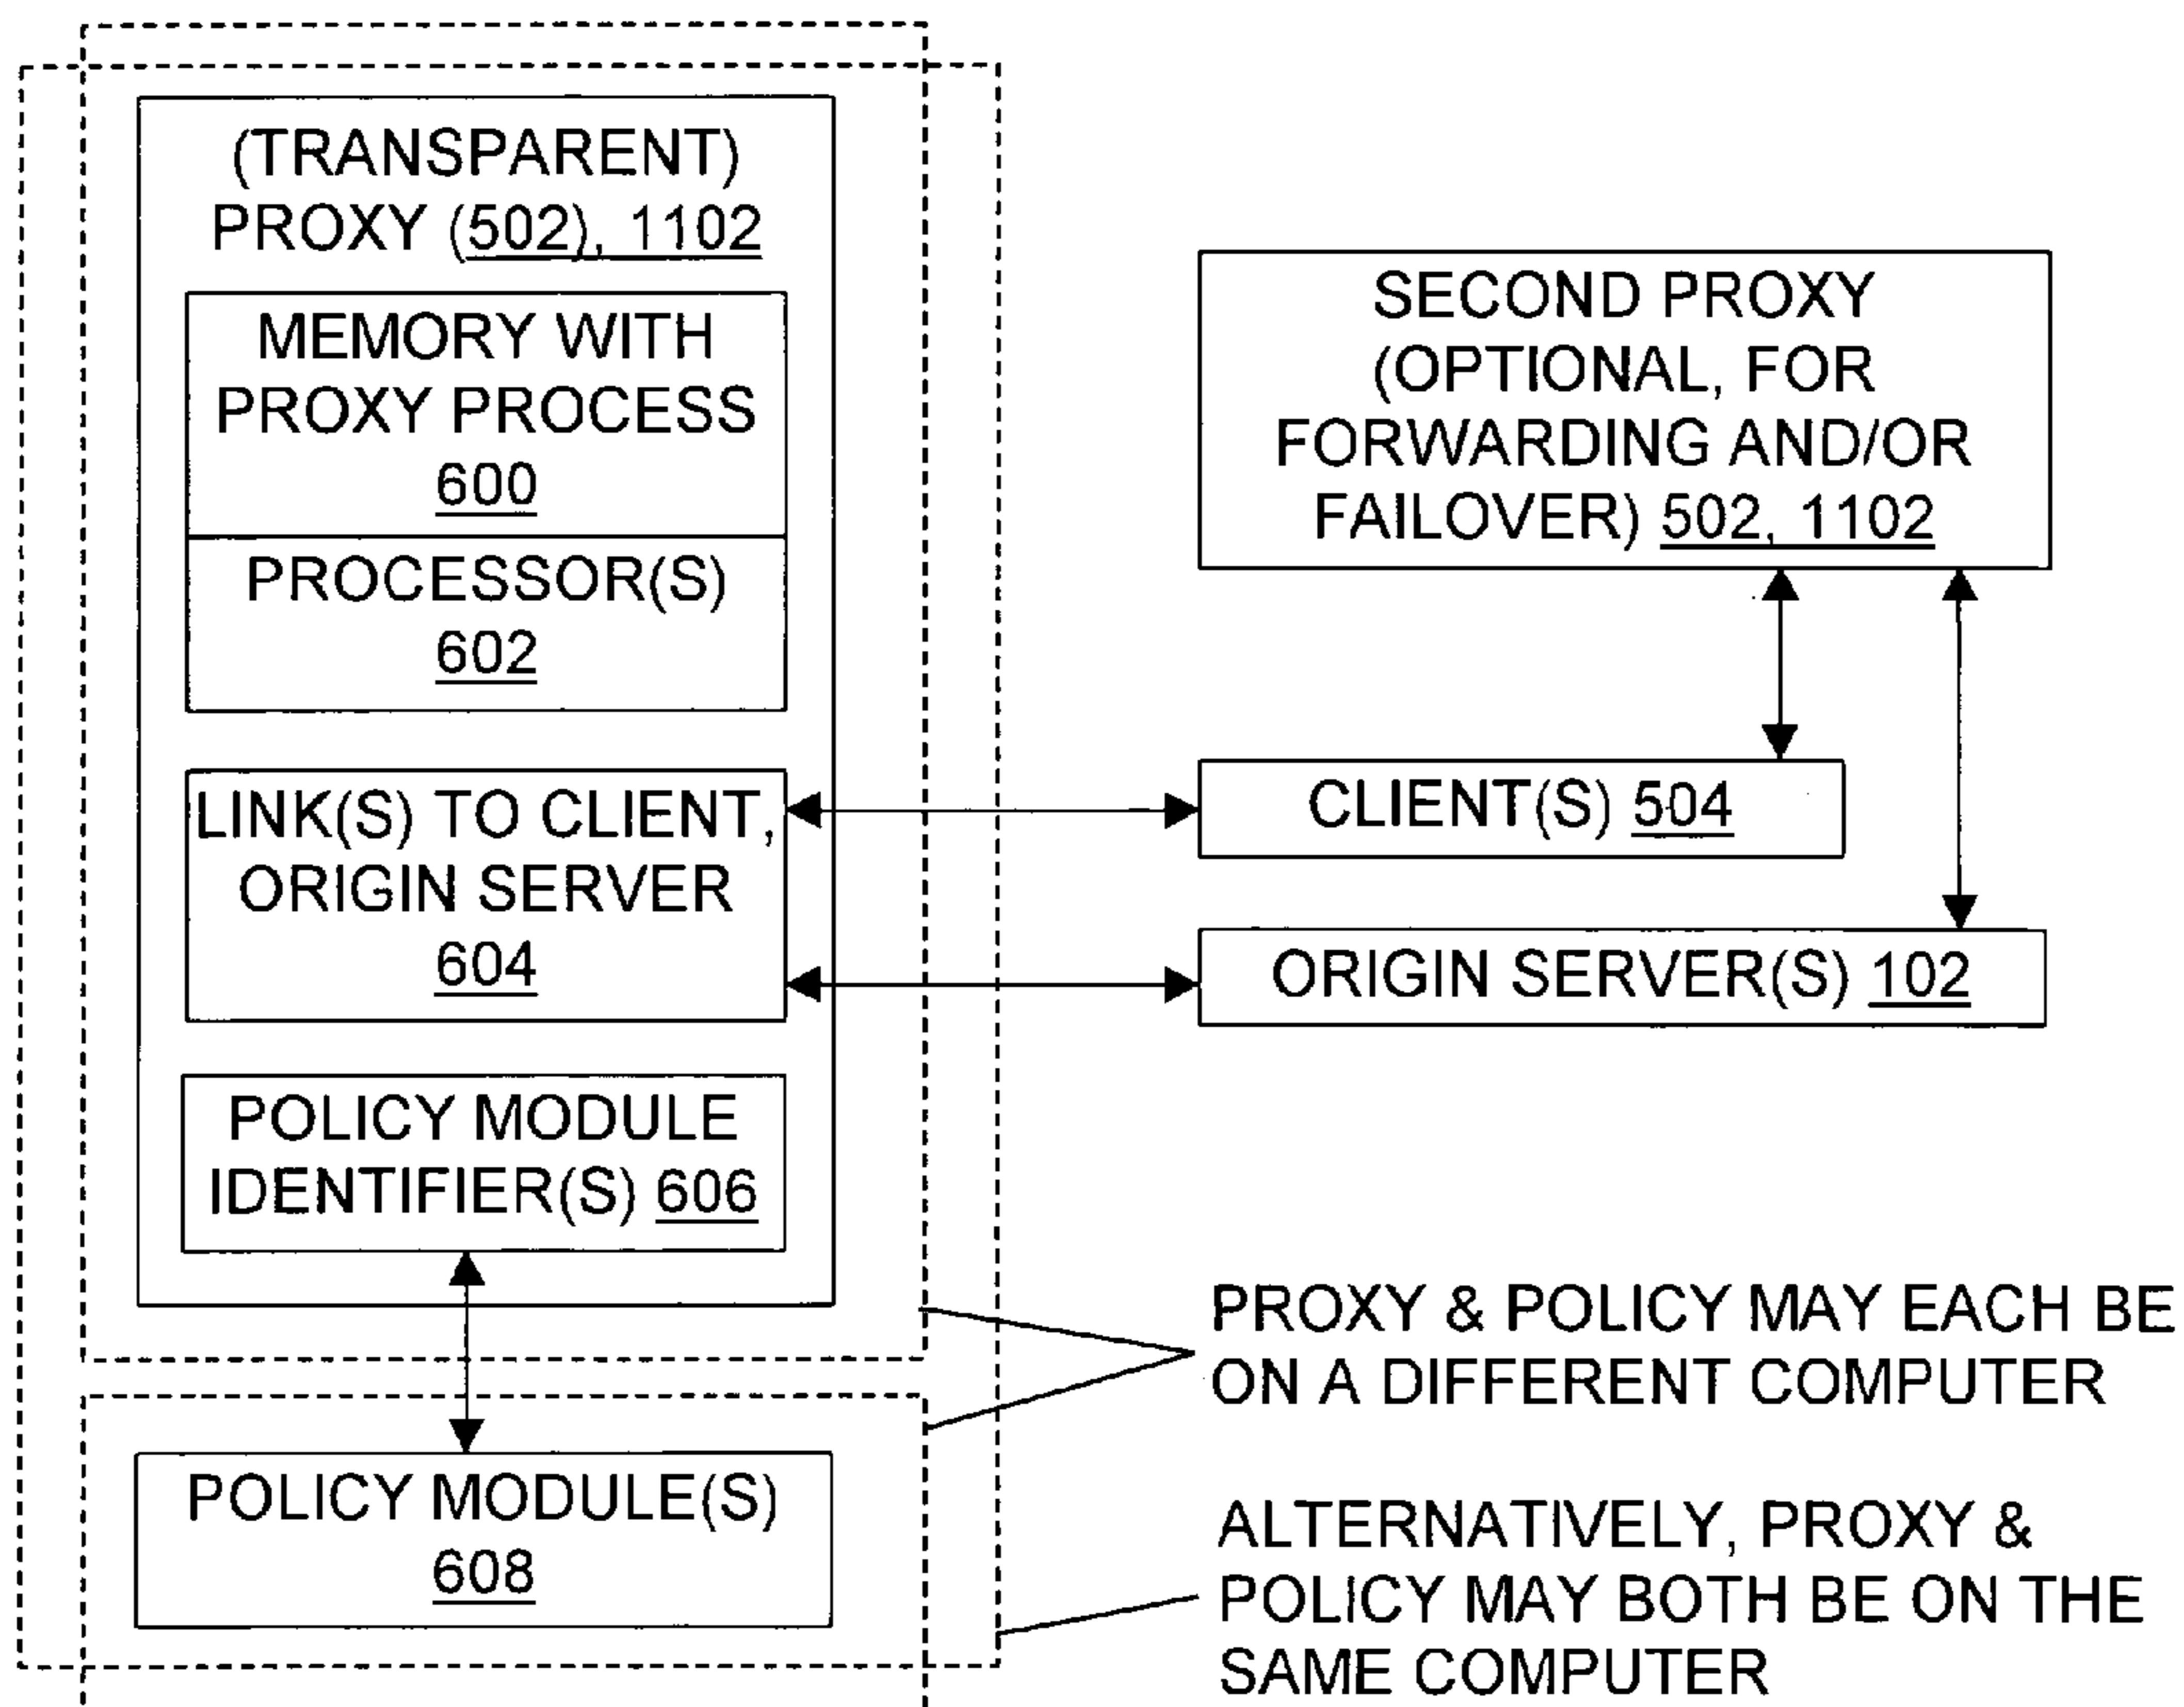 (TRANSPARENT)
PROXY (502), 1102
MEMORY WITH
PROXY PROCESS
600
PROCESSOR(S)
602
LINK(S) TO CLIENT,
ORIGIN SERVER
604
POLICY MODULE
IDENTIFIER(S) 606
POLICY MODULE(S)
608
SECOND PROXY
(OPTIONAL, FOR
FORWARDING AND/OR
FAILOVER) 502, 1102
CLIENT(S) 504
ORIGIN SERVER(S) 102
PROXY & POLICY MAY EACH BE
ON A DIFFERENT COMPUTER
ALTERNATIVELY, PROXY &
POLICY MAY BOTH BE ON THE
SAME COMPUTER